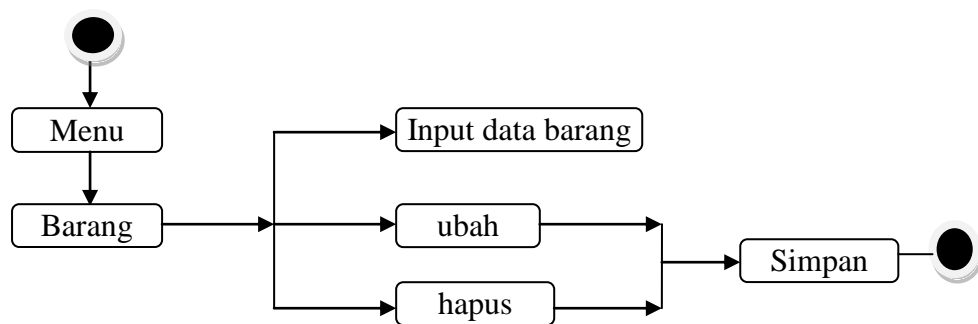 Menu
Input data barang
Barang
ubah
Simpan
hapus